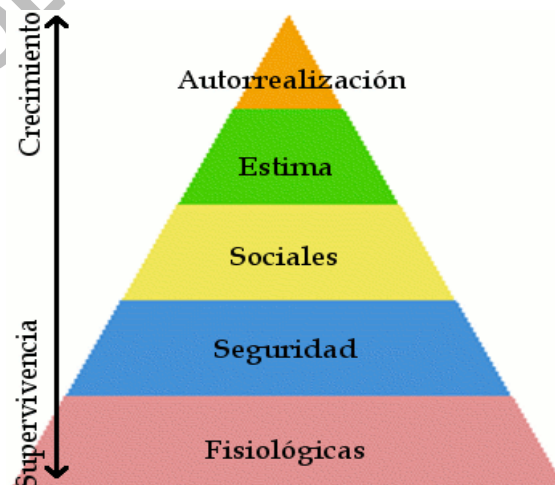 Crecimiento
Autorrealización
Estima
Sociales
Seguridad
Supervivencia
Fisiológicas